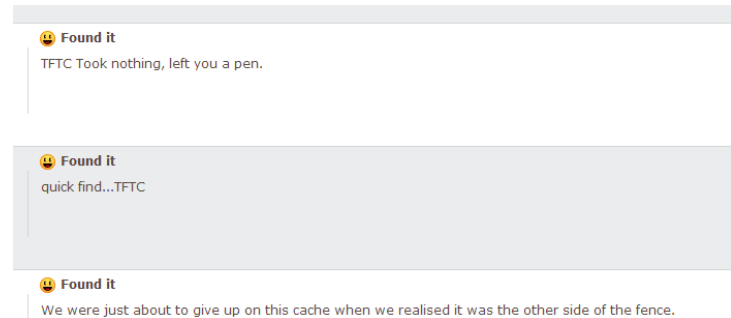 Found it
TFTC Took nothing, left you a pen.
Found it
quick find...TFTC
Found it
We were just about to give up on this cache when we realised it was the other side of the fence.